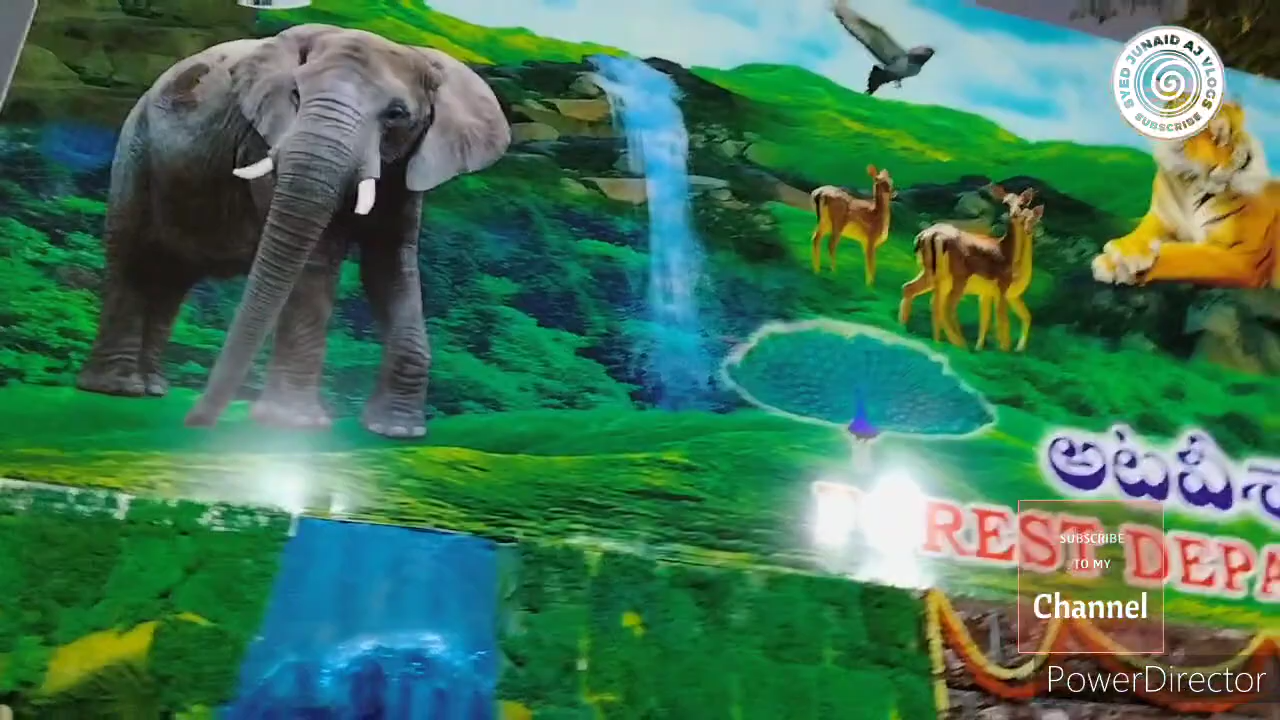 SYED JUNAID AJ VLOGS
SUBSCRIBE
అటవీశా
REST DEPA
SUBSCRIBE
TO MY
Channel
PowerDirector